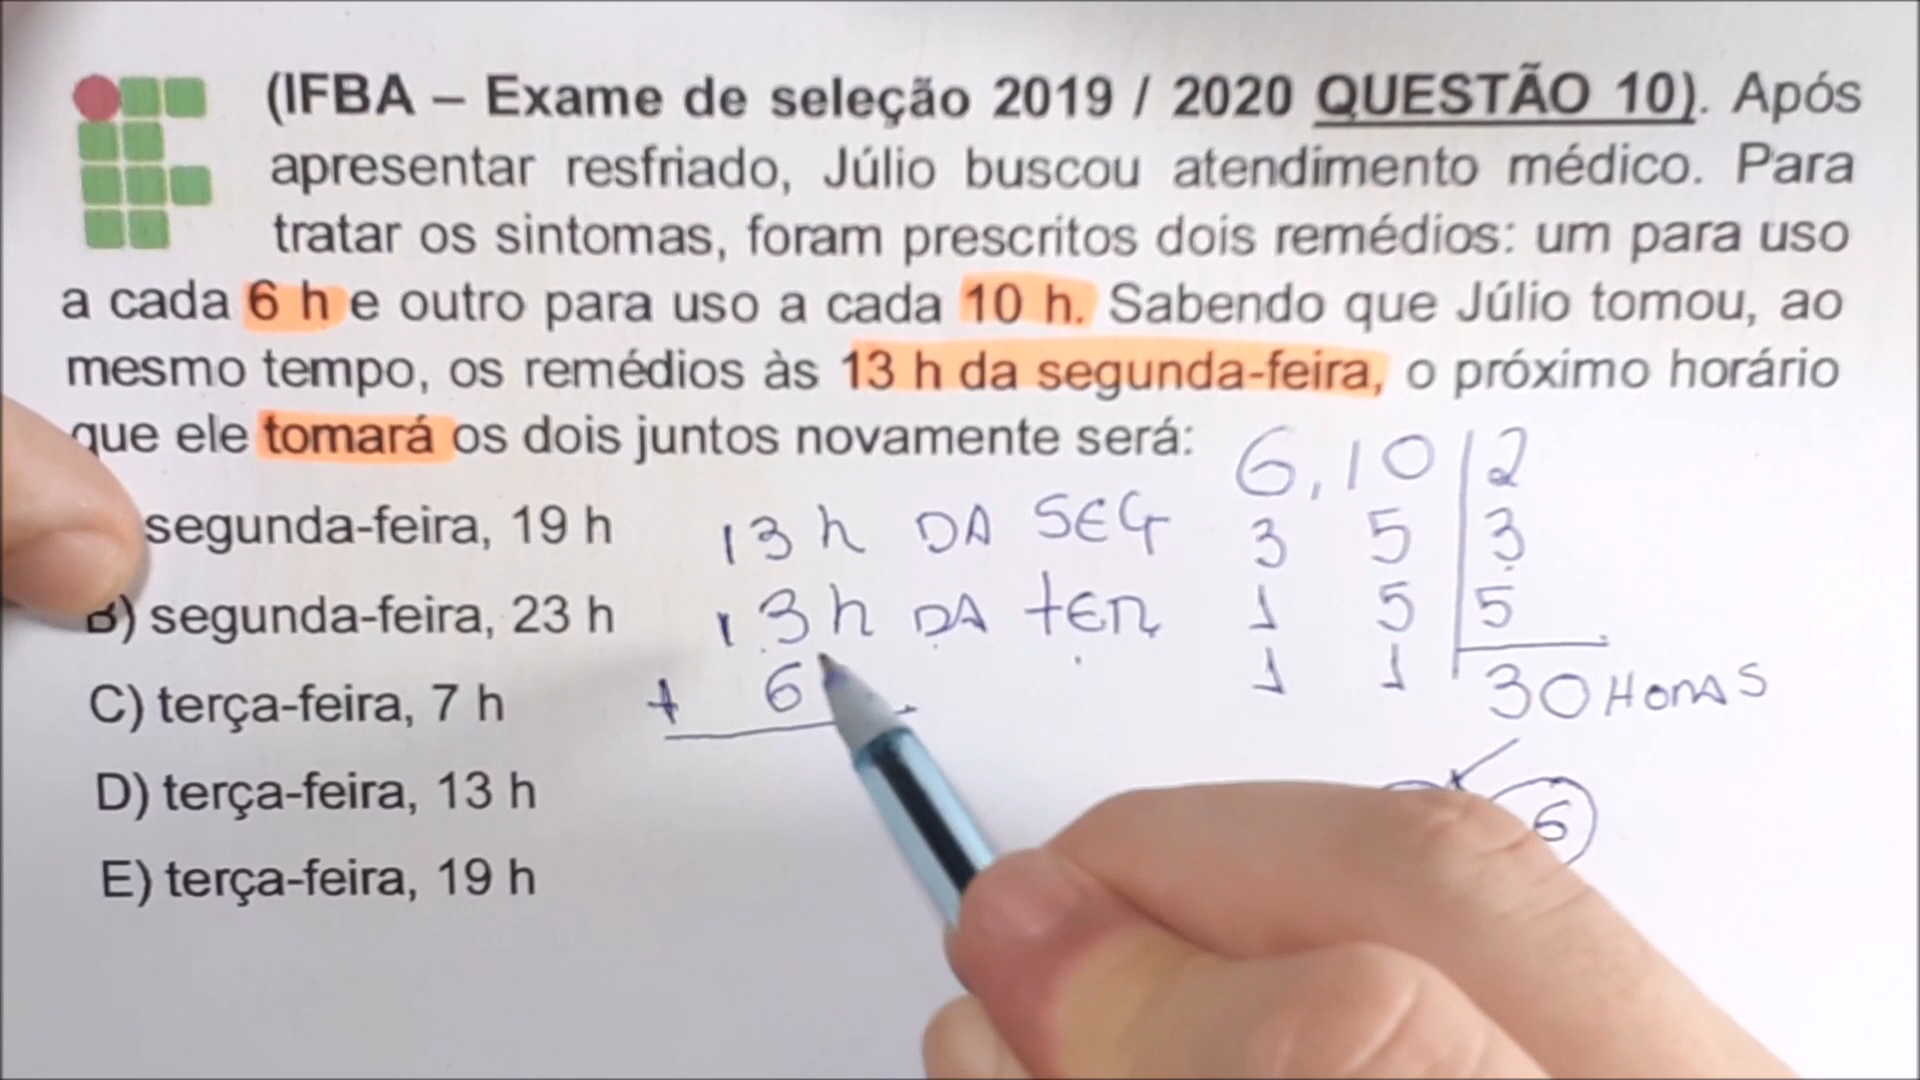 (IFBA – Exame de seleção 2019 / 2020 QUESTÃO 10). Após
apresentar resfriado, Júlio buscou atendimento médico. Para
tratar os sintomas, foram prescritos dois remédios: um para uso
a cada 6 h e outro para uso a cada 10 h. Sabendo que Júlio tomou, ao
mesmo tempo, os remédios às 13 h da segunda-feira, o próximo horário
que ele tomará os dois juntos novamente será:
segunda-feira, 19 h
B) segunda-feira, 23 h
C) terça-feira, 7 h
D) terça-feira, 13 h
E) terça-feira, 19 h
13h DA SEG
13h DA TER
+ 6
6, 10 | 2
3 5 | 3
1 5 | 5
1 1 30 HORAS
6